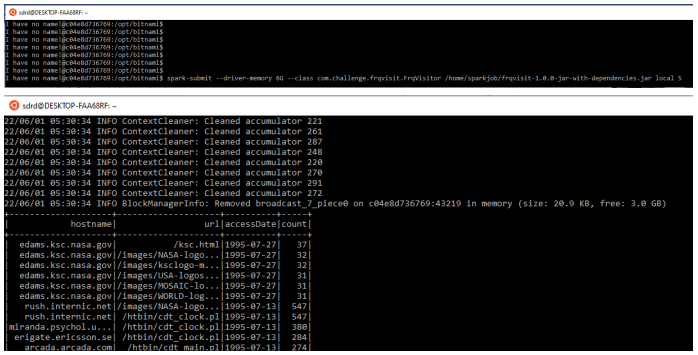 sdrd@DESKTOP-FAA68RF: ~
I have no name!@c04e8d736769:/opt/bitnami$
I have no name!@c04e8d736769:/opt/bitnami$
I have no name!@c04e8d736769:/opt/bitnami$
I have no name!@c04e8d736769:/opt/bitnami$
I have no name!@c04e8d736769:/opt/bitnami$
I have no name!@c04e8d736769:/opt/bitnami$
I have no name!@c04e8d736769:/opt/bitnami$
I have no name!@c04e8d736769:/opt/bitnami$ spark-submit --driver-memory 6G --class com.challenge.frqvisit.FrqVisitor /home/sparkjob/frqvisit-1.0.0-jar-with-dependencies.jar local 5
sdrd@DESKTOP-FAA68RF: ~
22/06/01 05:30:34 INFO ContextCleaner: Cleaned accumulator 221
22/06/01 05:30:34 INFO ContextCleaner: Cleaned accumulator 261
22/06/01 05:30:34 INFO ContextCleaner: Cleaned accumulator 287
22/06/01 05:30:34 INFO ContextCleaner: Cleaned accumulator 248
22/06/01 05:30:34 INFO ContextCleaner: Cleaned accumulator 220
22/06/01 05:30:34 INFO ContextCleaner: Cleaned accumulator 270
22/06/01 05:30:34 INFO ContextCleaner: Cleaned accumulator 291
22/06/01 05:30:34 INFO ContextCleaner: Cleaned accumulator 272
22/06/01 05:30:34 INFO BlockManagerInfo: Removed broadcast_7_piece0 on c04e8d736769:43219 in memory (size: 20.9 KB, free: 3.0 GB)
+--------------------+--------------------+----------+-----+
| hostname| url|accessDate|count|
+--------------------+--------------------+----------+-----+
| edams.ksc.nasa.gov| /ksc.html|1995-07-27| 37|
| edams.ksc.nasa.gov|/images/NASA-logo...|1995-07-27| 32|
| edams.ksc.nasa.gov|/images/ksclogo-m...|1995-07-27| 32|
| edams.ksc.nasa.gov|/images/USA-logos...|1995-07-27| 31|
| edams.ksc.nasa.gov|/images/MOSAIC-lo...|1995-07-27| 31|
| edams.ksc.nasa.gov|/images/WORLD-log...|1995-07-27| 31|
| rush.internic.net|/images/NASA-logo...|1995-07-13| 547|
| rush.internic.net| /htbin/cdt_clock.pl|1995-07-13| 547|
|miranda.psychol.u...| /htbin/cdt_clock.pl|1995-07-13| 380|
| erigate.ericsson.se| /htbin/cdt_clock.pl|1995-07-13| 284|
| arcada.arcada.com| /htbin/cdt_main.pl|1995-07-13| 274|